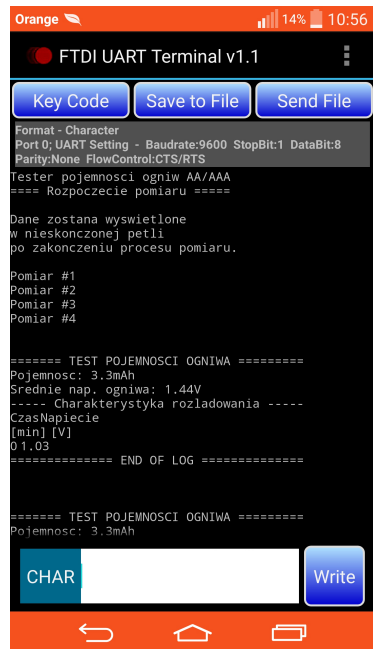 Orange 14% 10:56
FTDI UART Terminal v1.1
Key Code Save to File Send File
Format - Character
Port 0; UART Setting - Baudrate:9600 StopBit:1 DataBit:8
Parity:None FlowControl:CTS/RTS
Tester pojemnosci ogniw AA/AAA
==== Rozpoczecie pomiaru =====
Dane zostana wyswietlone
w nieskonczonej petli
po zakonczeniu procesu pomiaru.
Pomiar #1
Pomiar #2
Pomiar #3
Pomiar #4
======= TEST POJEMNOSCI OGNIWA =========
Pojemnosc: 3.3mAh
Srednie nap. ogniwa: 1.44V
----- Charakterystyka rozladowania -----
CzasNapiecie
[min] [V]
0 1.03
============== END OF LOG ==============
======= TEST POJEMNOSCI OGNIWA =========
Pojemnosc: 3.3mAh
CHAR Write